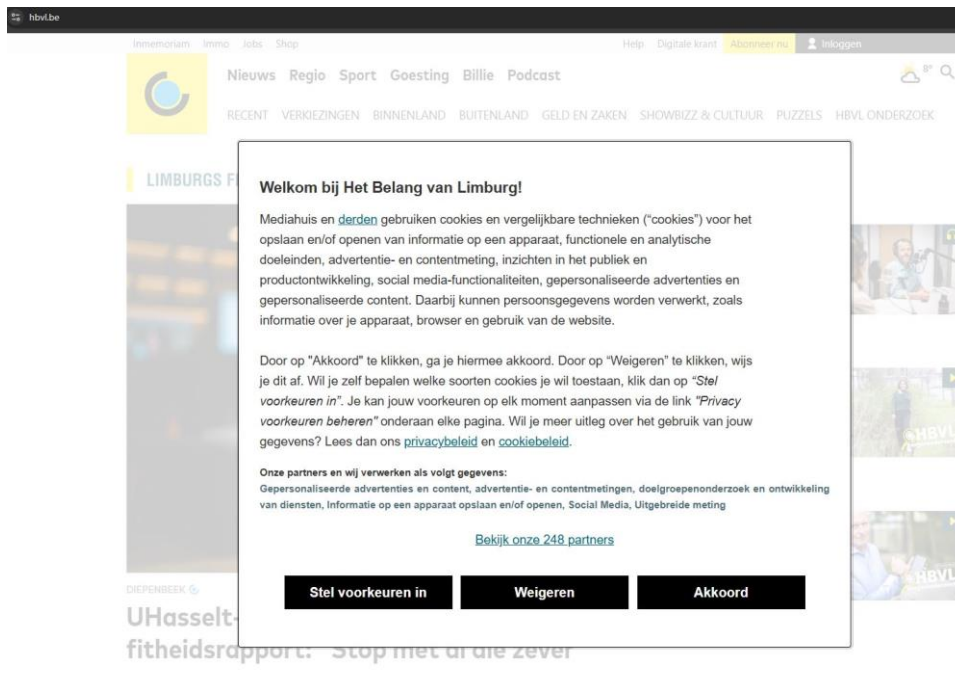 hbvl.be
Inmemoriam Immo Jobs Shop Help Digitale krant Abonneer nu Inloggen
Nieuws Regio Sport Goesting Billie Podcast 8°
RECENT VERKIEZINGEN BINNENLAND BUITENLAND GELD EN ZAKEN SHOWBIZZ & CULTUUR PUZZELS HBVL ONDERZOEK
LIMBURGS
Welkom bij Het Belang van Limburg!
Mediahuis en derden gebruiken cookies en vergelijkbare technieken (“cookies”) voor het
opslaan en/of openen van informatie op een apparaat, functionele en analytische
doeleinden, advertentie- en contentmeting, inzichten in het publiek en
productontwikkeling, social media-functionaliteiten, gepersonaliseerde advertenties en
gepersonaliseerde content. Daarbij kunnen persoonsgegevens worden verwerkt, zoals
informatie over je apparaat, browser en gebruik van de website.
Door op "Akkoord" te klikken, ga je hiermee akkoord. Door op “Weigeren” te klikken, wijs
je dit af. Wil je zelf bepalen welke soorten cookies je wil toestaan, klik dan op “Stel
voorkeuren in”. Je kan jouw voorkeuren op elk moment aanpassen via de link "Privacy
voorkeuren beheren" onderaan elke pagina. Wil je meer uitleg over het gebruik van jouw
gegevens? Lees dan ons privacybeleid en cookiebeleid.
Onze partners en wij verwerken als volgt gegevens:
Gepersonaliseerde advertenties en content, advertentie- en contentmetingen, doelgroepenonderzoek en ontwikkeling
van diensten, Informatie op een apparaat opslaan en/of openen, Social Media, Uitgebreide meting
Bekijk onze 248 partners
Stel voorkeuren in Weigeren Akkoord
HBVL
HBVL
DIEPENBEEK
UHasselt-
fitheidsrapport: "Stop met al die zever